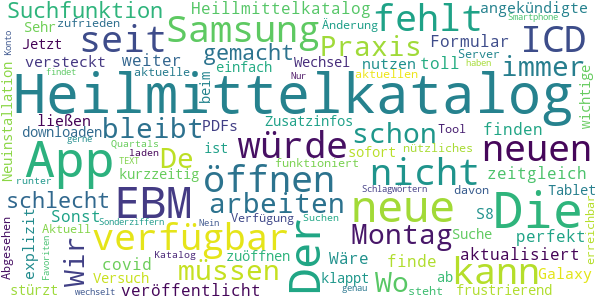 Suchfunktion
zufrieden
Konto
Sehr
Jetzt
versteckt
seit
Samsung
Heillmittelkatalog
Änderung
Smartphone
angekündigte
fehlt
ICD
gemacht
Wechsel
Praxis
Formular
Server
immer
weiter
aktuelle
findet
einfach
nutzen
toll
aktuellen
Nur
haben
wichtige
Neuinstallation
Heilmittelkatalog
beim
ließen
downloaden
Quartals
gerne
bleibt
PDFs
Zusatzinfos
schon
Tool
finden
neuen
ist
sofort
nützliches
funktioniert
würde
App
TEXT
laden
runter
De
kurzzeitig
öffnen
nicht
zeitgleich
Schlagwörtern
davon
Tablet
schlecht
EBM
arbeiten
neue
Die
S8
Suche
perfekt
Abgesehen
explizit
Sonst
Sonderziffern
Nein
Verfügung
Suchen
Montag
aktualisiert
Aktuell
Wir
verfügbar
Der
Wäre
finde
kann
Galaxy
erreichbar
Favoriten
covid
Versuch
Katalog
zuöffnen
klappt
ab
Wo
frustrierend
stürzt
veröffentlicht
müssen
wechselt
genau
steht